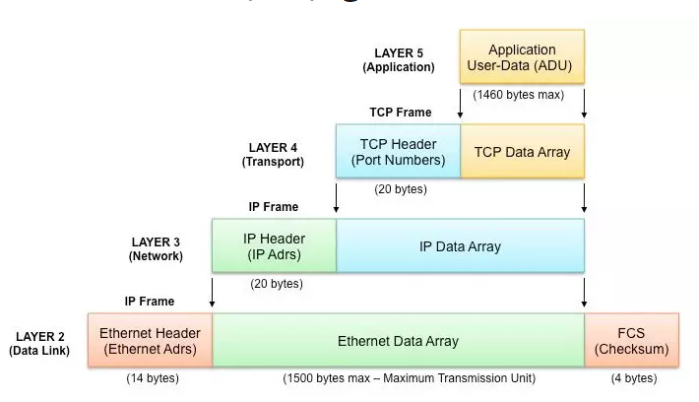 LAYER 5
(Application)
Application
User-Data (ADU)
(1460 bytes max)
TCP Frame
LAYER 4
(Transport)
TCP Header
(Port Numbers)
TCP Data Array
(20 bytes)
IP Frame
LAYER 3
(Network)
IP Header
(IP Adrs)
IP Data Array
(20 bytes)
IP Frame
LAYER 2
(Data Link)
Ethernet Header
(Ethernet Adrs)
Ethernet Data Array
FCS
(Checksum)
(14 bytes)
(1500 bytes max – Maximum Transmission Unit)
(4 bytes)